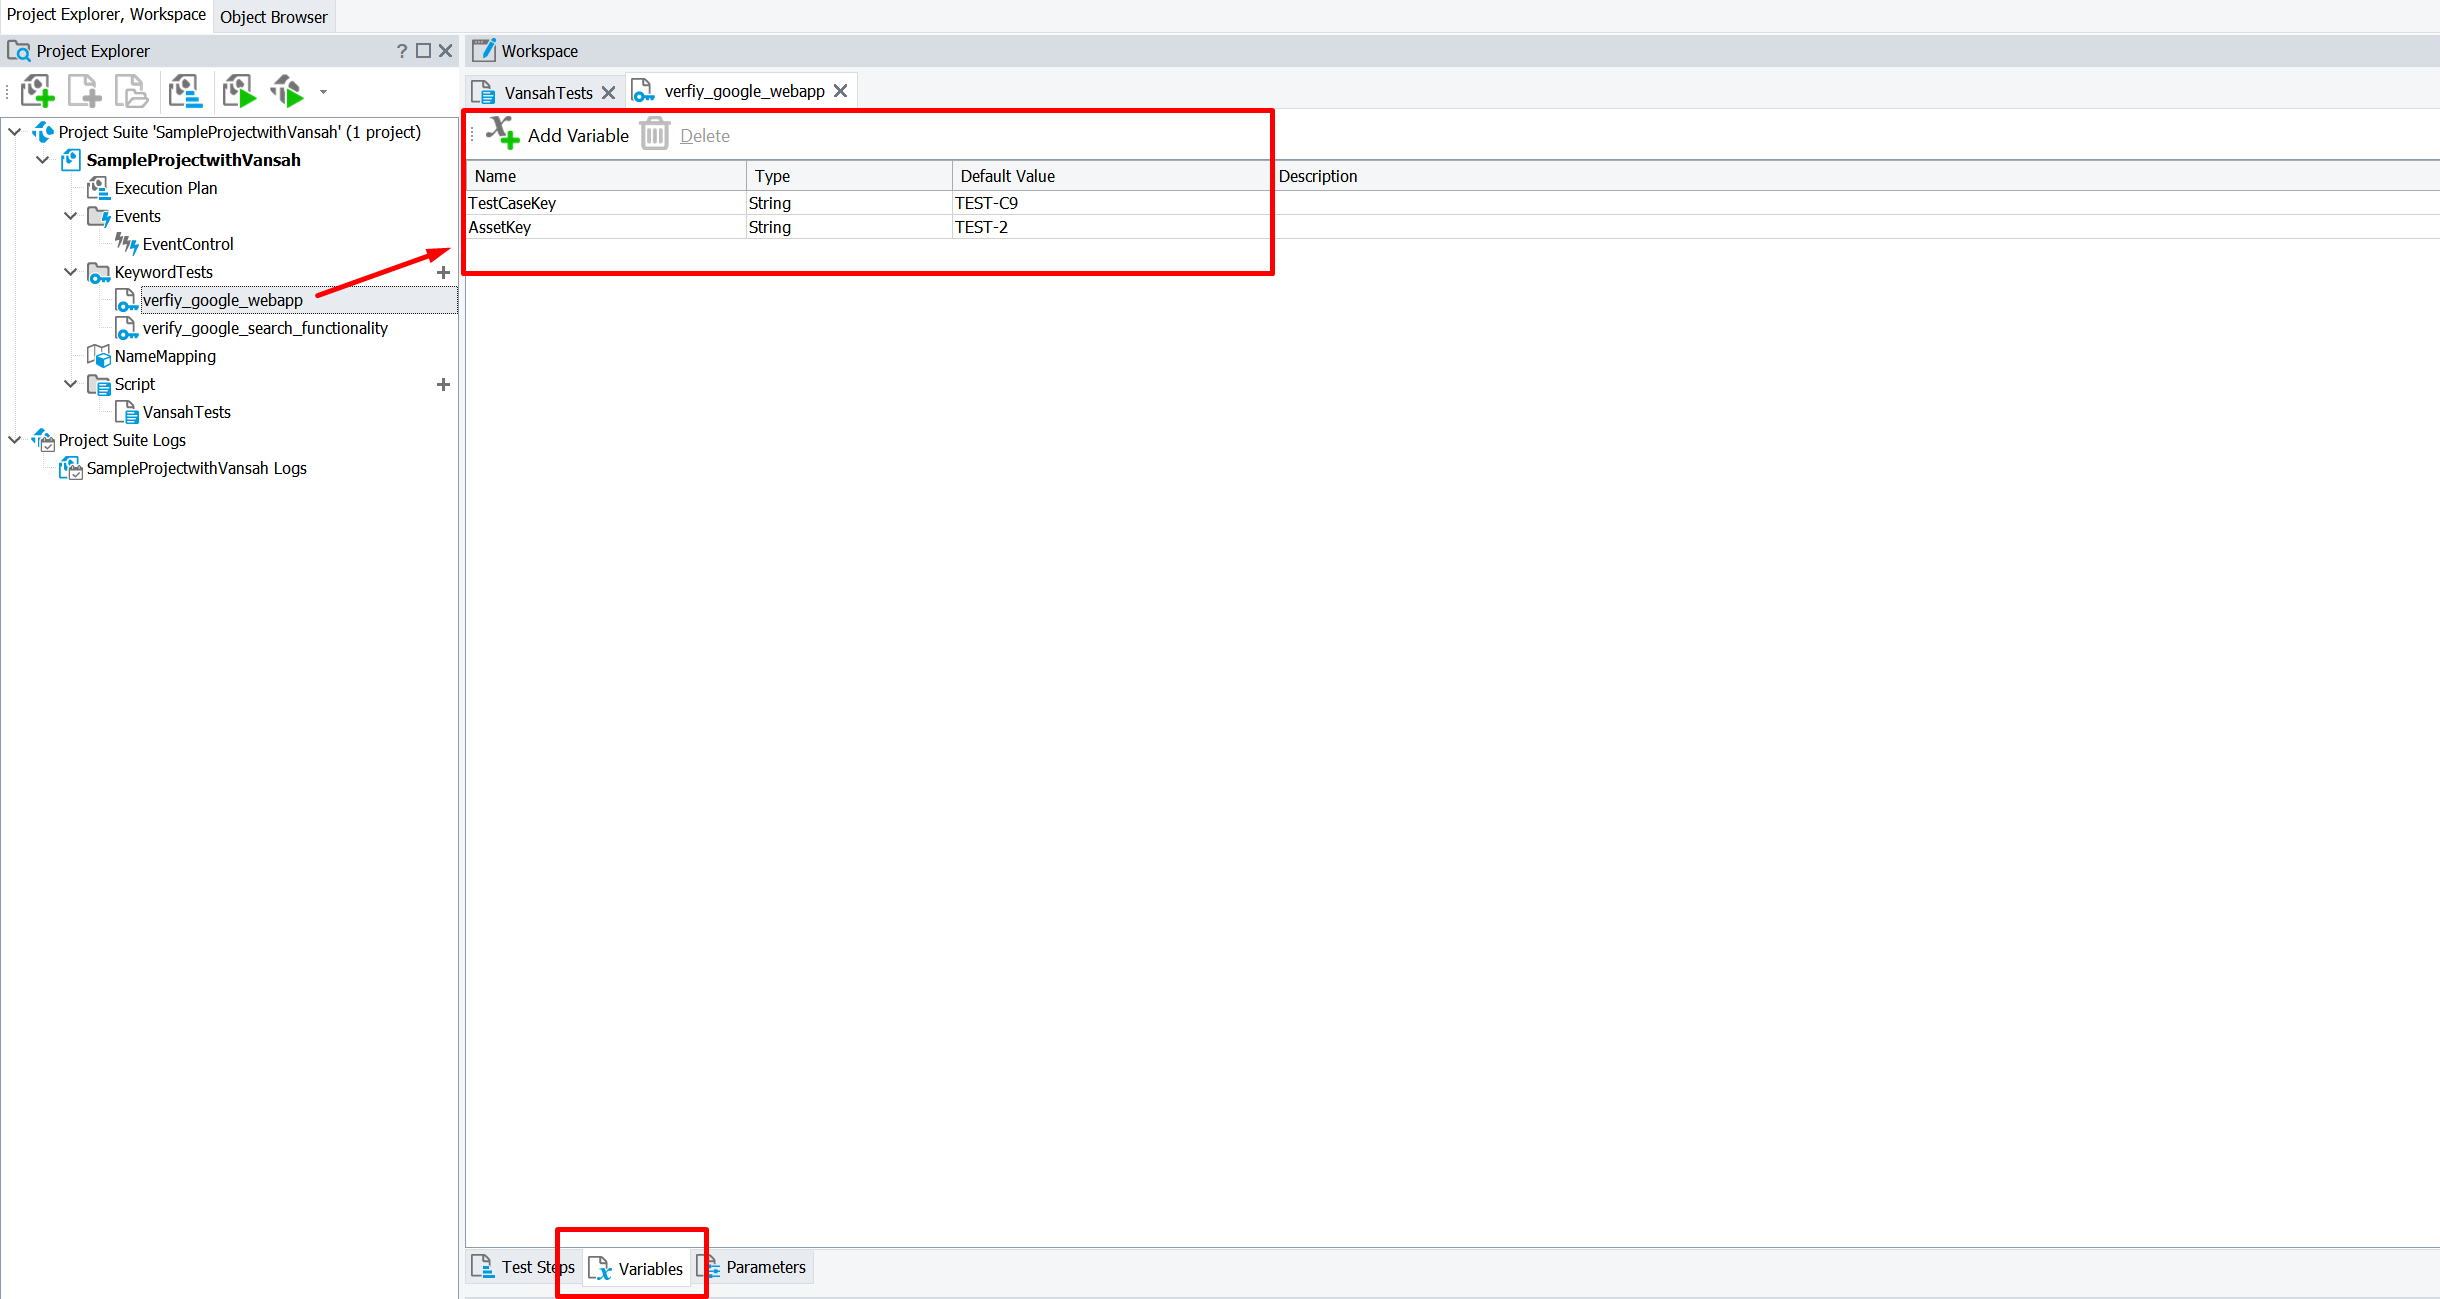 Project Explorer, Workspace
Object Browser
Project Explorer
?
Project Suite 'SampleProjectwithVansah' (1 project)
SampleProjectwithVansah
Execution Plan
Events
EventControl
KeywordTests
verfiy_google_webapp
verify_google_search_functionality
NameMapping
Script
VansahTests
Project Suite Logs
SampleProjectwithVansah Logs
Workspace
VansahTests
verfiy_google_webapp
Add Variable
Delete
Name Type Default Value Description
TestCaseKey String TEST-C9
AssetKey String TEST-2
Test Steps
Variables
Parameters